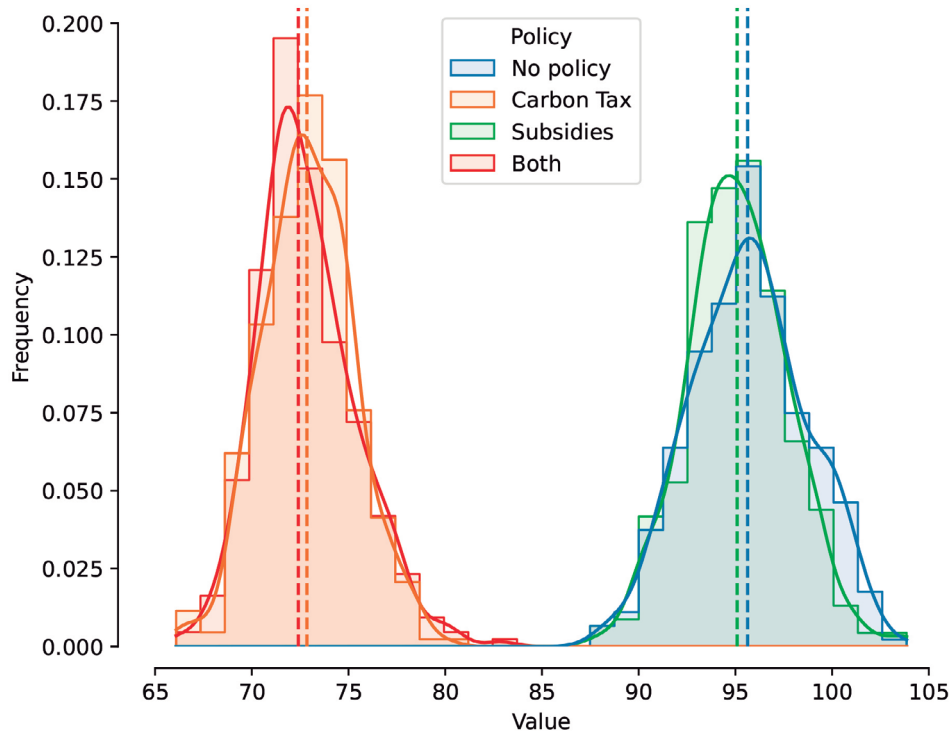 Policy
No policy
Carbon Tax
Subsidies
Both
Frequency
0.200
0.175
0.150
0.125
0.100
0.075
0.050
0.025
0.000
65 70 75 80 85 90 95 100 105
Value